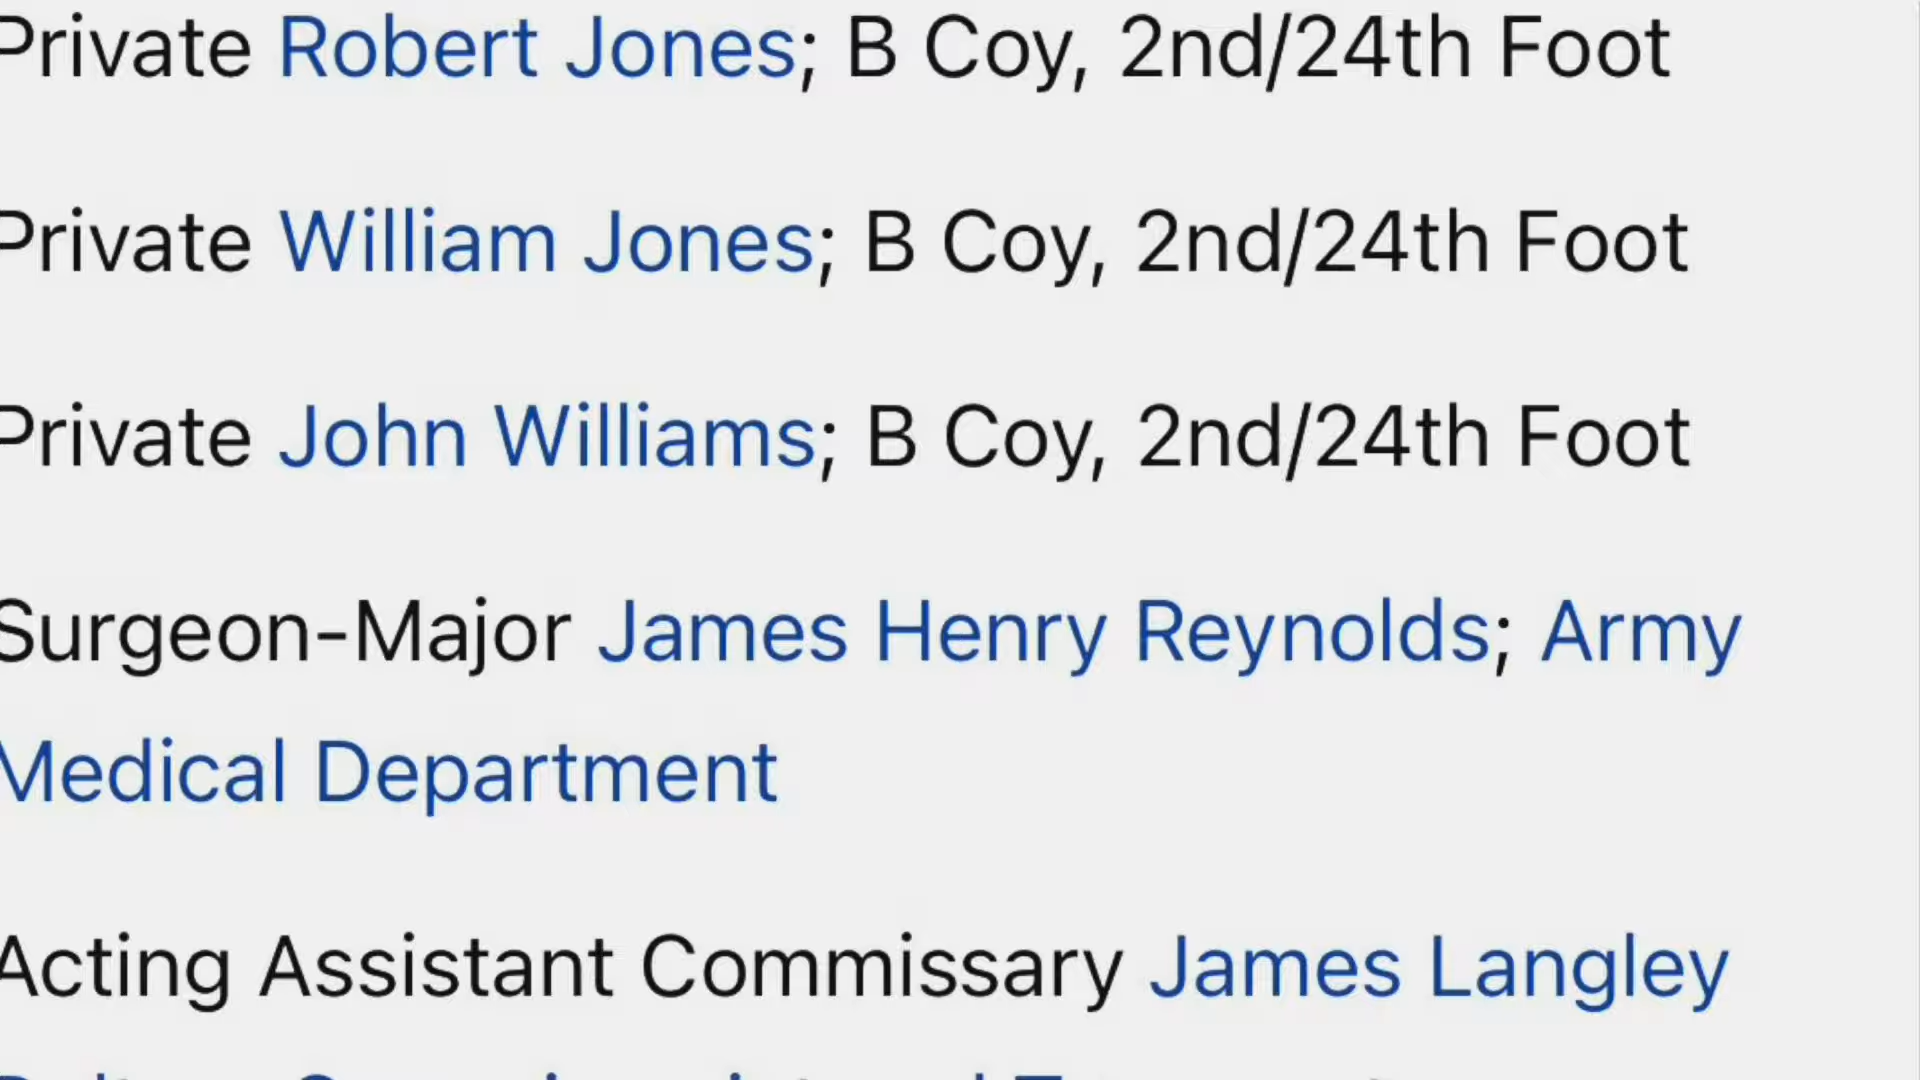 Private Robert Jones; B Coy, 2nd/24th Foot
Private William Jones; B Coy, 2nd/24th Foot
Private John Williams; B Coy, 2nd/24th Foot
Surgeon-Major James Henry Reynolds; Army
Medical Department
Acting Assistant Commissary James Langley